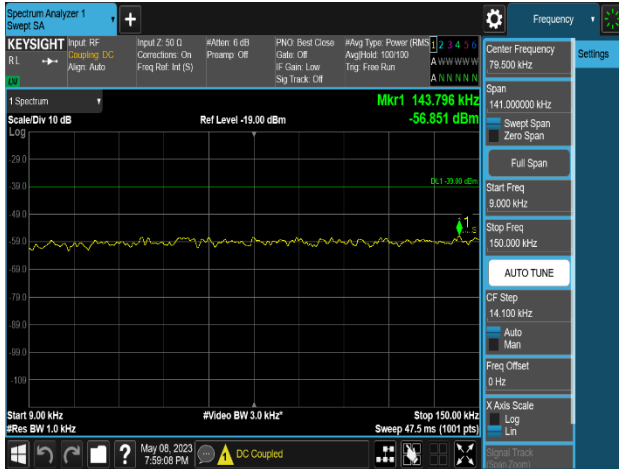 Spectrum Analyzer 1
Swept SA
+
Frequency
KEYSIGHT
RL
Input: RF
Coupling: DC
Align: Auto
Input Z: 50 Ω
Corrections: On
Freq Ref: Int (S)
#Atten: 6 dB
Preamp: Off
PNO: Best Close
Gate: Off
IF Gain: Low
Sig Track: Off
#Avg Type: Power (RMS
Avg|Hold: 100/100
Trig: Free Run
1 2 3 4 5 6
A W W W W W
A N N N N N
LXI
1 Spectrum
Scale/Div 10 dB
Ref Level -19.00 dBm
Mkr1 143.796 kHz
-56.851 dBm
Log
-29.0
-39.0
-49.0
-59.0
-69.0
-79.0
-89.0
-99.0
-109
DL1 -39.00 dBm
1
Start 9.00 kHz
#Video BW 3.0 kHz*
Stop 150.00 kHz
#Res BW 1.0 kHz
Sweep 47.5 ms (1001 pts)
?
May 08, 2023
7:59:08 PM
DC Coupled
Center Frequency
79.500 kHz
Settings
Span
141.000000 kHz
Swept Span
Zero Span
Full Span
Start Freq
9.000 kHz
Stop Freq
150.000 kHz
AUTO TUNE
CF Step
14.100 kHz
Auto
Man
Freq Offset
0 Hz
X Axis Scale
Log
Lin
Signal Track
(Span Zoom)